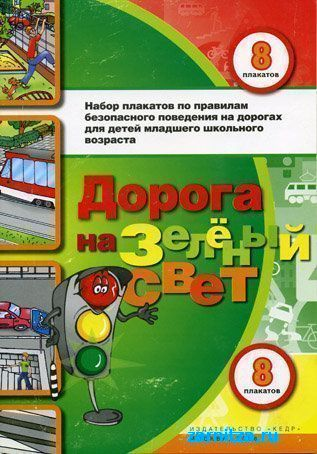 8
плакатов
Набор плакатов по правилам
безопасного поведения на дорогах
для детей младшего школьного
возраста
Дорога
на зелёный
свет
8
плакатов
ИЗДАТЕЛЬСТВО «КЕДР»